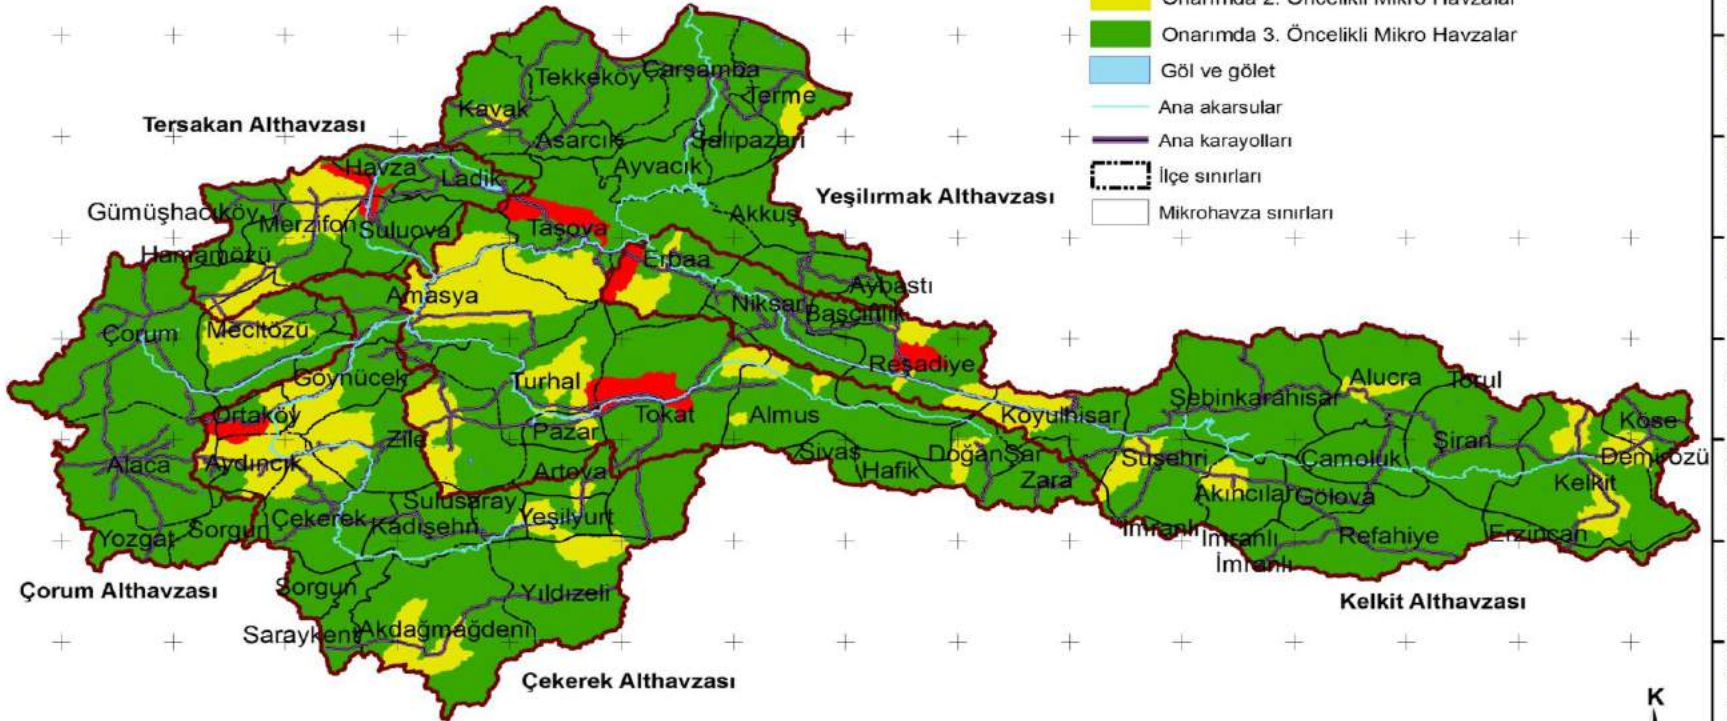 Onarımda 2. Öncelikli Mikro Havzalar
Onarımda 3. Öncelikli Mikro Havzalar
Göl ve gölet
Ana akarsular
Ana karayolları
İlçe sınırları
Mikrohavza sınırları
Tekkeköy
Çarşamba
Terme
Kavak
Tersakan Althavzası
Asarcık
Salıpazarı
Havza
Ladik
Ayvacık
Yeşilırmak Althavzası
Gümüşhacıköy
Merzifon
Suluova
Taşova
Akkuş
Hamamözü
Erbaa
Amasya
Aybastı
Niksar
Başçiftlik
Çorum
Mecitözü
Reşadiye
Göynücek
Turhal
Alucra
Torul
Şebinkarahisar
Ortaköy
Tokat
Almus
Koyulhisar
Köse
Zile
Pazar
Şiran
Alaca
Aydıncık
Artova
Sivas
Hafik
DoğanŞar
Suşehri
Çamoluk
Demirözü
Zara
Kelkit
Sulusaray
Akıncılar
Gölova
Sorgun
Çekerek
Kadışehri
Yeşilyurt
Yozgat
İmranlı
İmranlı
Refahiye
Erzincan
İmranlı
Çorum Althavzası
Sorgun
Yıldızeli
Kelkit Althavzası
Saraykent
Akdağmağdeni
Çekerek Althavzası
K